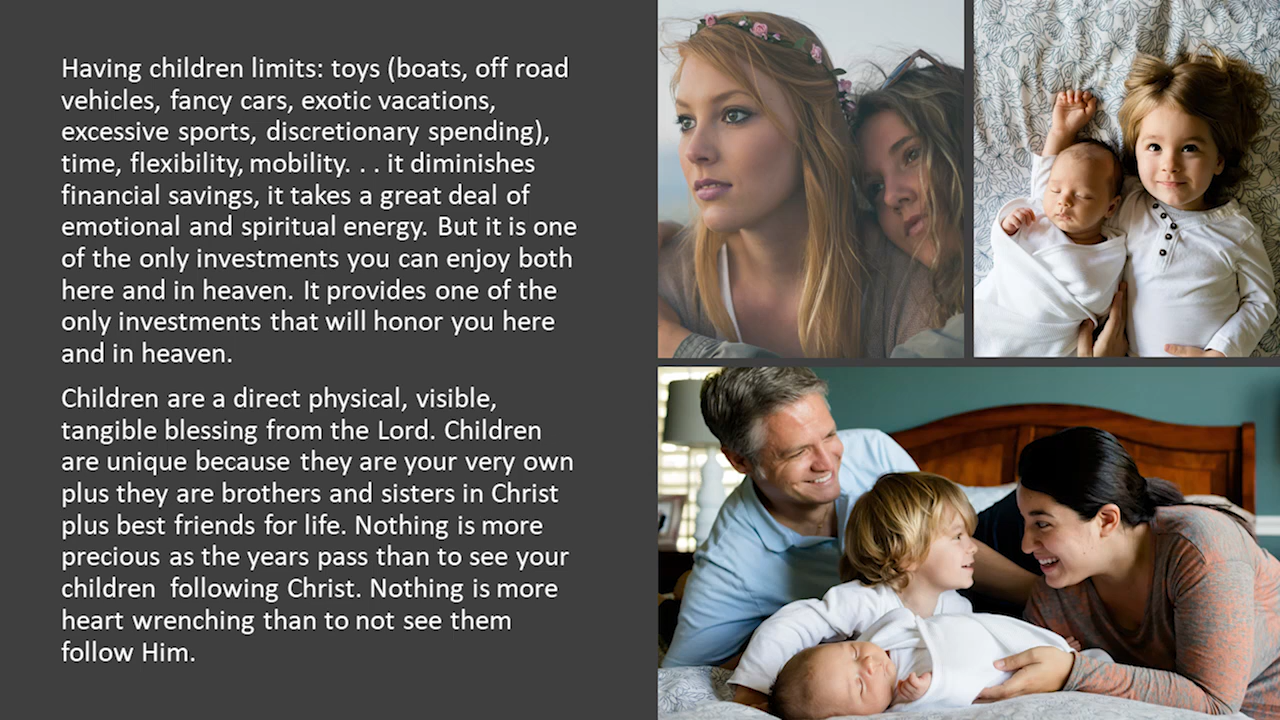 Having children limits: toys (boats, off road
vehicles, fancy cars, exotic vacations,
excessive sports, discretionary spending),
time, flexibility, mobility. . . it diminishes
financial savings, it takes a great deal of
emotional and spiritual energy. But it is one
of the only investments you can enjoy both
here and in heaven. It provides one of the
only investments that will honor you here
and in heaven.
Children are a direct physical, visible,
tangible blessing from the Lord. Children
are unique because they are your very own
plus they are brothers and sisters in Christ
plus best friends for life. Nothing is more
precious as the years pass than to see your
children  following Christ. Nothing is more
heart wrenching than to not see them
follow Him.